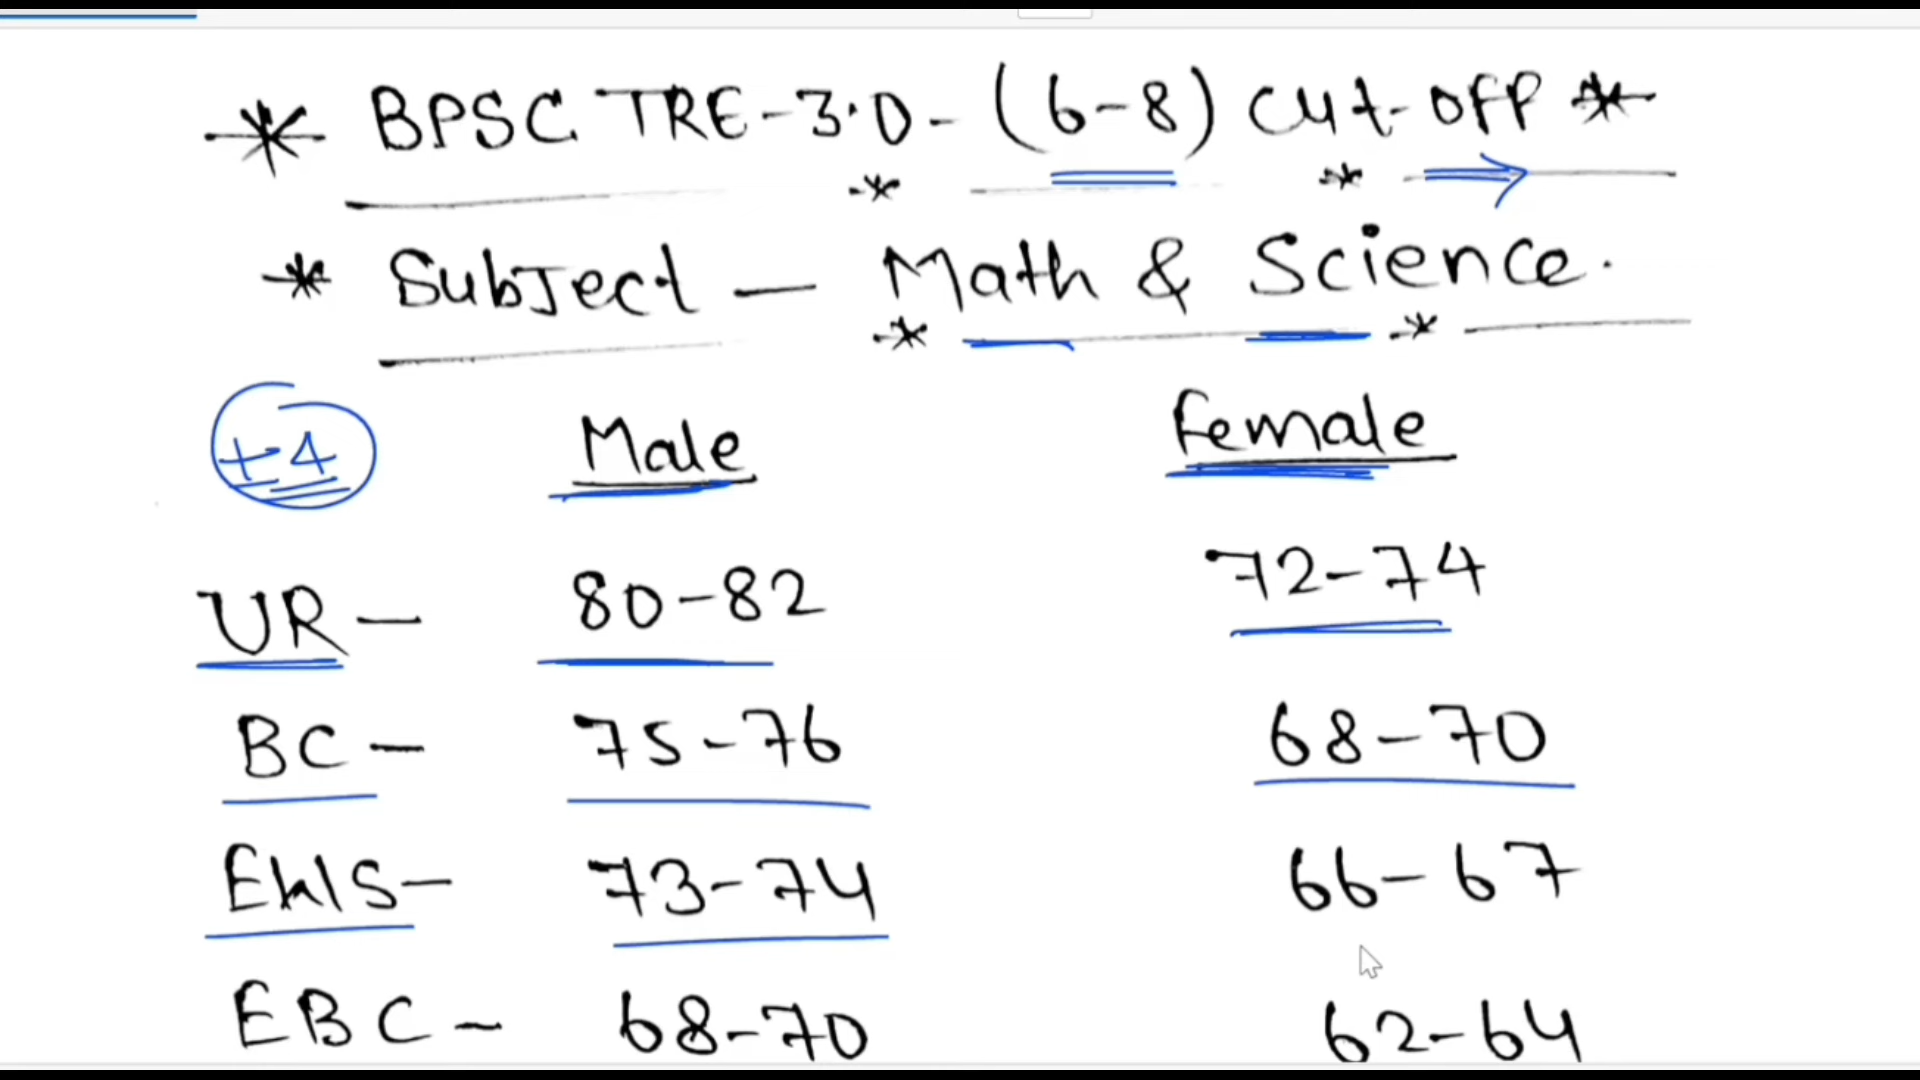 * BPSC TRE-3.0- (6-8) Cut-off *
* *
* Subject - Math & Science.
* *
±4 Male Female
UR - 80-82 72-74
BC - 75-76 68-70
EWS - 73-74 66-67
EBC - 68-70 62-64